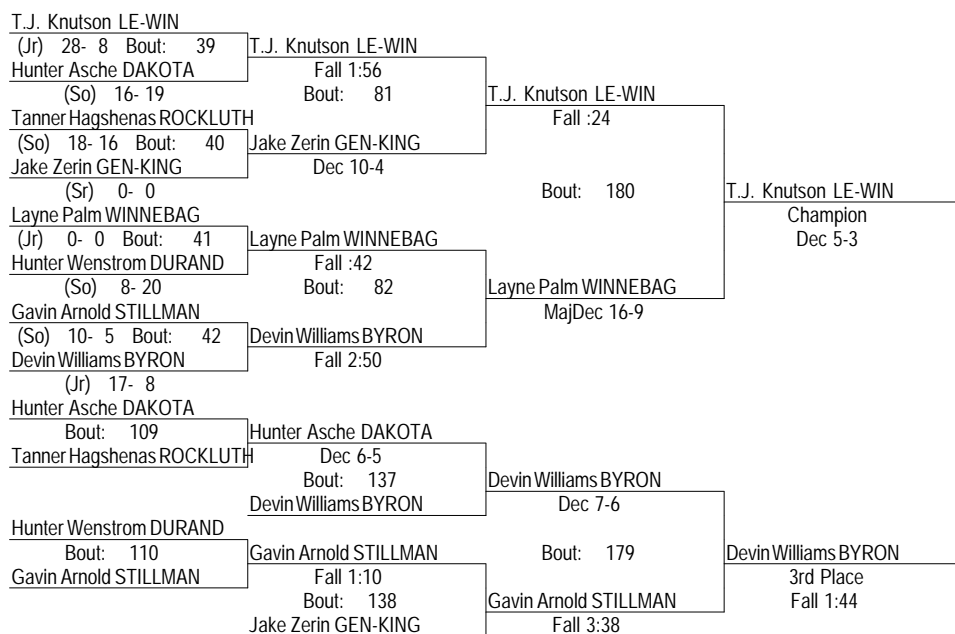 T.J. Knutson LE-WIN
(Jr) 28- 8 Bout: 39 T.J. Knutson LE-WIN
Hunter Asche DAKOTA Fall 1:56
(So) 16- 19 Bout: 81 T.J. Knutson LE-WIN
Tanner Hagshenas ROCKLUTH Fall :24
(So) 18- 16 Bout: 40 Jake Zerin GEN-KING
Jake Zerin GEN-KING Dec 10-4
(Sr) 0- 0 Bout: 180 T.J. Knutson LE-WIN
Layne Palm WINNEBAG Champion
(Jr) 0- 0 Bout: 41 Layne Palm WINNEBAG Dec 5-3
Hunter Wenstrom DURAND Fall :42
(So) 8- 20 Bout: 82 Layne Palm WINNEBAG
Gavin Arnold STILLMAN MajDec 16-9
(So) 10- 5 Bout: 42 Devin Williams BYRON
Devin Williams BYRON Fall 2:50
(Jr) 17- 8
Hunter Asche DAKOTA
Bout: 109 Hunter Asche DAKOTA
Tanner Hagshenas ROCKLUTH Dec 6-5
Bout: 137 Devin Williams BYRON
Devin Williams BYRON Dec 7-6
Hunter Wenstrom DURAND
Bout: 110 Gavin Arnold STILLMAN Bout: 179 Devin Williams BYRON
Gavin Arnold STILLMAN Fall 1:10 3rd Place
Bout: 138 Gavin Arnold STILLMAN Fall 1:44
Jake Zerin GEN-KING Fall 3:38